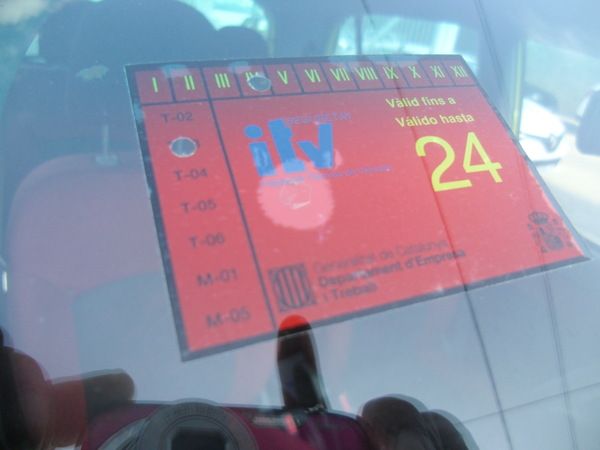 I II III V VI VII VIII IX X XI XII
T-02
T-04
T-05
T-06
M-01
M-05
itv
Vàlid fins a
Válido hasta
24
Generalitat de Catalunya
Departament d'Empresa
i Treball